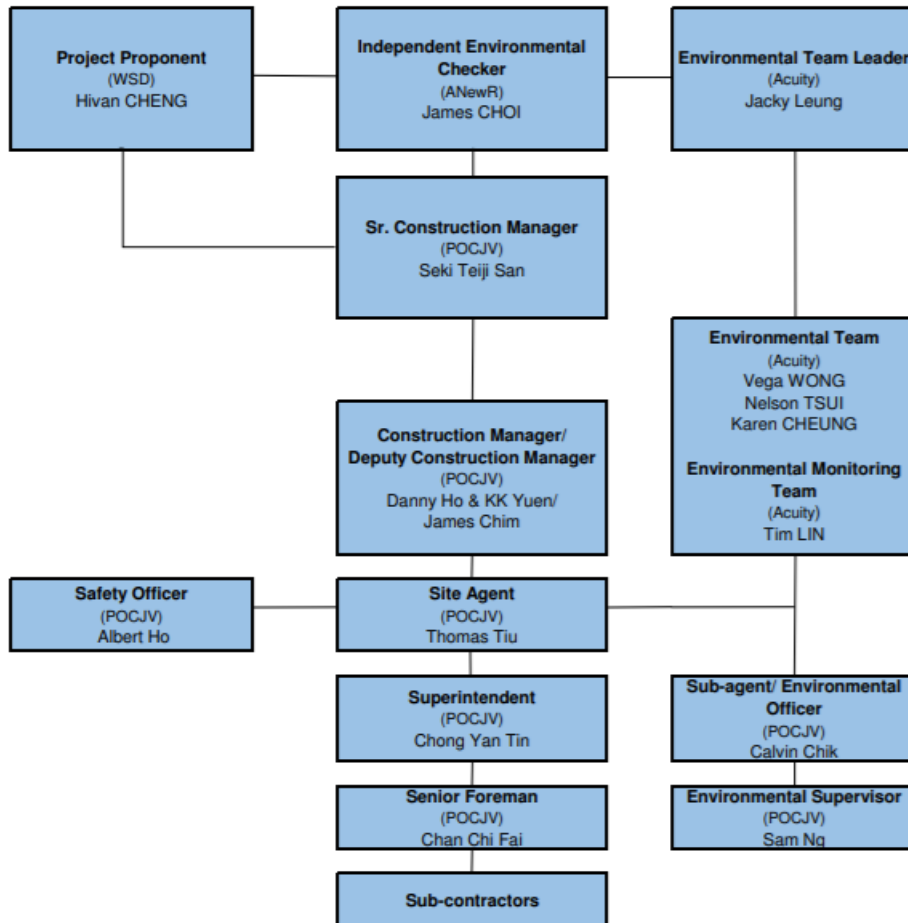 Project Proponent
(WSD)
Hivan CHENG
Independent Environmental
Checker
(ANewR)
James CHOI
Environmental Team Leader
(Acuity)
Jacky Leung
Sr. Construction Manager
(POCJV)
Seki Teiji San
Environmental Team
(Acuity)
Vega WONG
Nelson TSUI
Karen CHEUNG
Environmental Monitoring
Team
(Acuity)
Tim LIN
Construction Manager/
Deputy Construction Manager
(POCJV)
Danny Ho & KK Yuen/
James Chim
Safety Officer
(POCJV)
Albert Ho
Site Agent
(POCJV)
Thomas Tiu
Superintendent
(POCJV)
Chong Yan Tin
Sub-agent/ Environmental
Officer
(POCJV)
Calvin Chik
Senior Foreman
(POCJV)
Chan Chi Fai
Environmental Supervisor
(POCJV)
Sam Ng
Sub-contractors